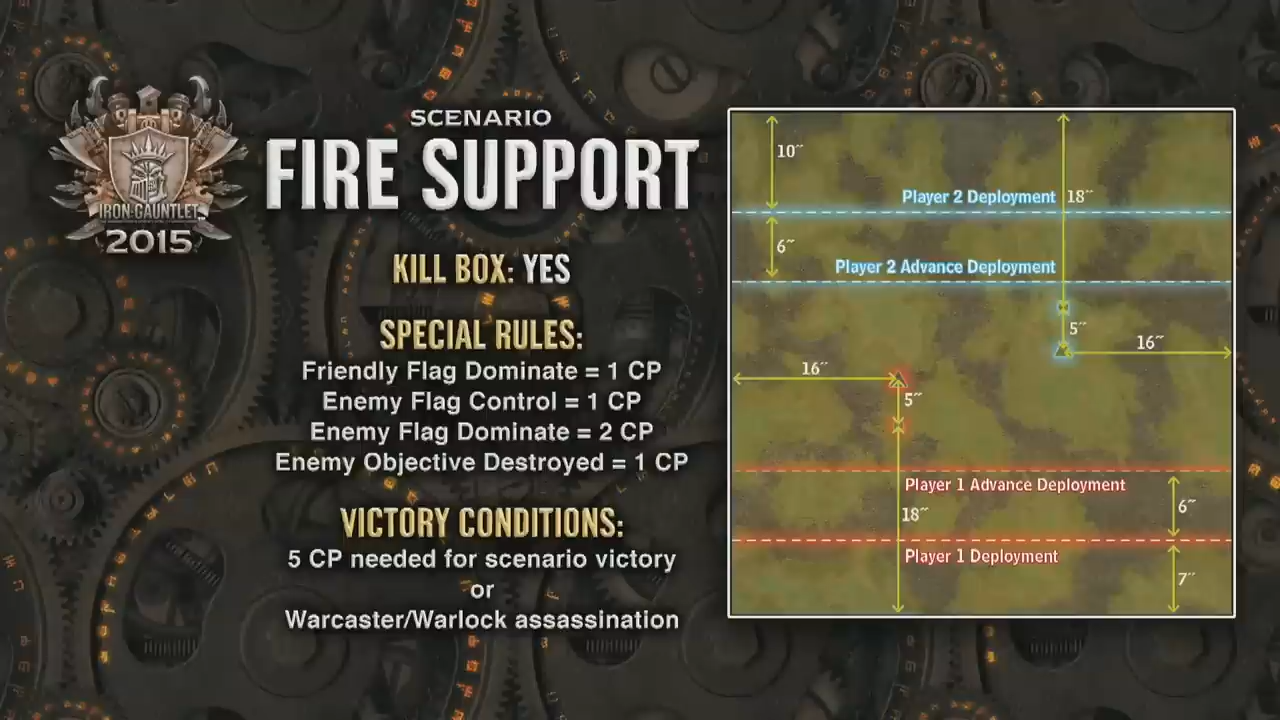 SCENARIO
FIRE SUPPORT
IRON GAUNTLET
2015
KILL BOX: YES
SPECIAL RULES:
Friendly Flag Dominate = 1 CP
Enemy Flag Control = 1 CP
Enemy Flag Dominate = 2 CP
Enemy Objective Destroyed = 1 CP
VICTORY CONDITIONS:
5 CP needed for scenario victory
or
Warcaster/Warlock assassination
10″
Player 2 Deployment
18″
6″
Player 2 Advance Deployment
5″
16″
16″
5″
Player 1 Advance Deployment
18″
6″
Player 1 Deployment
7″